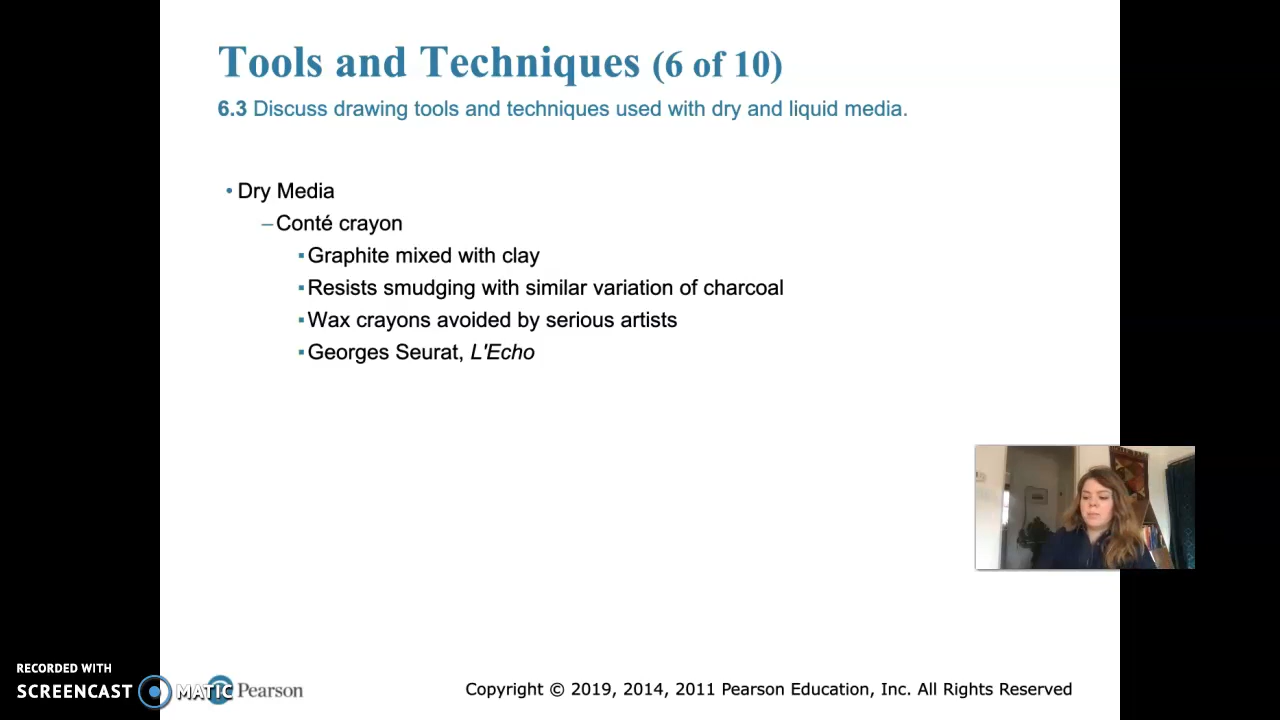 Tools and Techniques (6 of 10)
6.3 Discuss drawing tools and techniques used with dry and liquid media.
• Dry Media
– Conté crayon
▪ Graphite mixed with clay
▪ Resists smudging with similar variation of charcoal
▪ Wax crayons avoided by serious artists
▪ Georges Seurat, L'Echo
RECORDED WITH
SCREENCAST MATIC
Pearson
Copyright © 2019, 2014, 2011 Pearson Education, Inc. All Rights Reserved